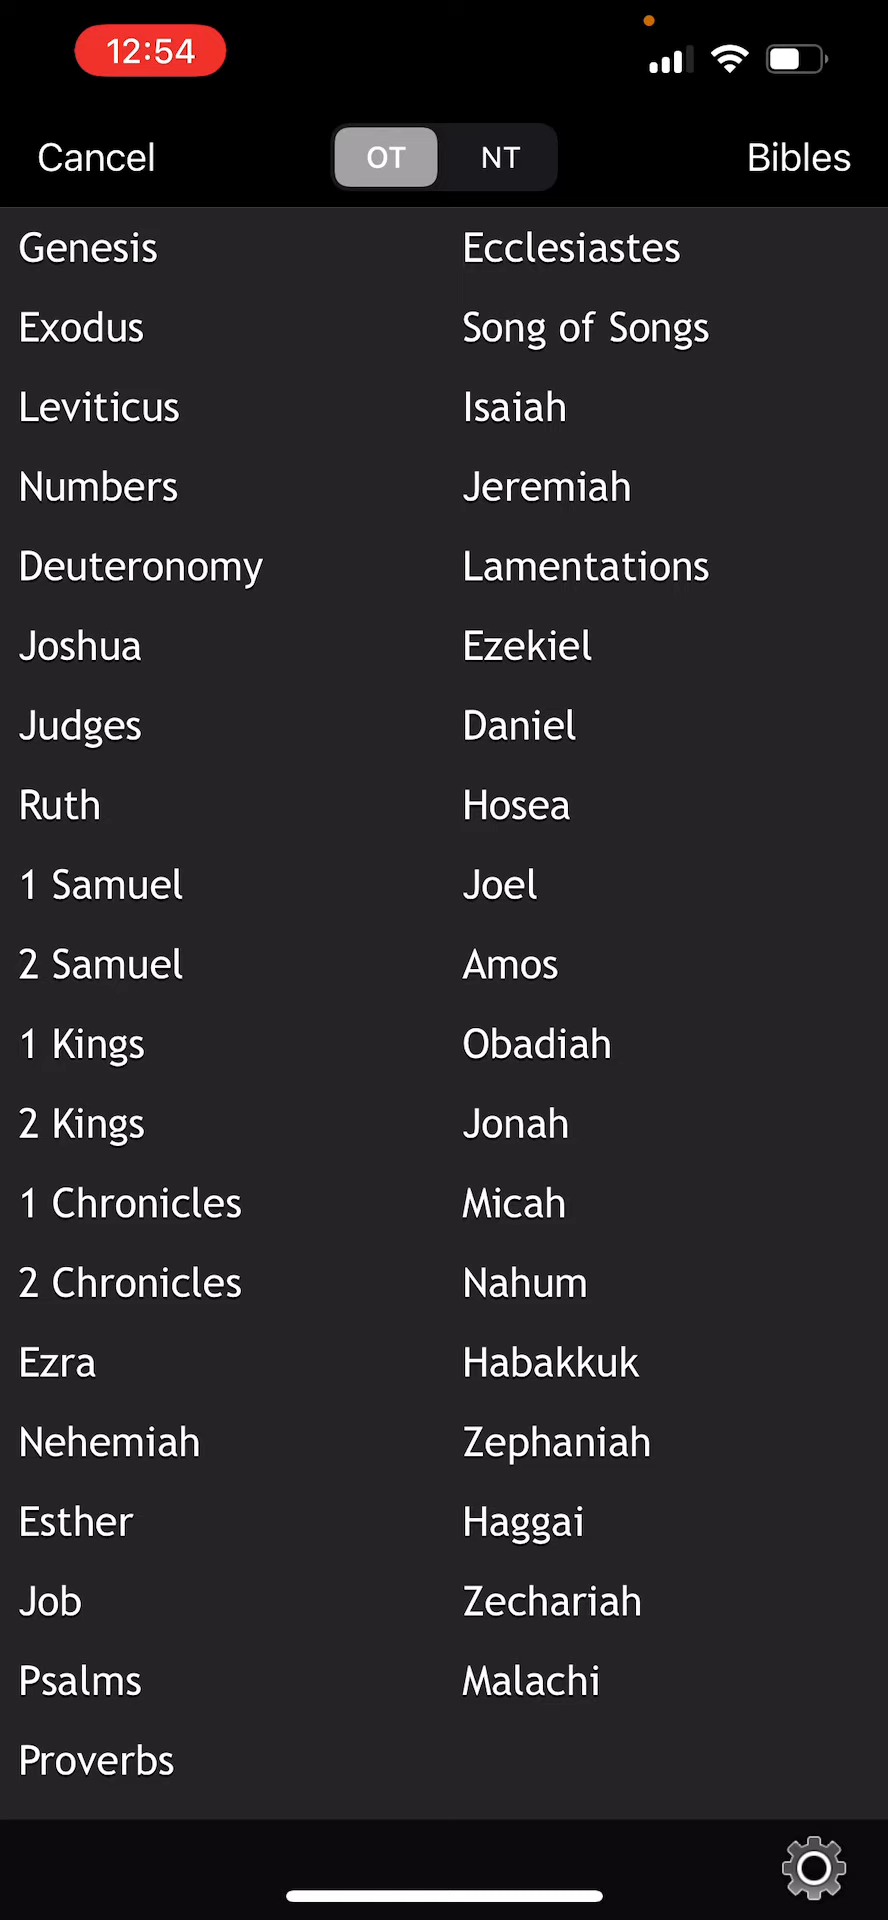 12:54
Cancel
OT
NT
Bibles
Genesis
Exodus
Leviticus
Numbers
Deuteronomy
Joshua
Judges
Ruth
1 Samuel
2 Samuel
1 Kings
2 Kings
1 Chronicles
2 Chronicles
Ezra
Nehemiah
Esther
Job
Psalms
Proverbs
Ecclesiastes
Song of Songs
Isaiah
Jeremiah
Lamentations
Ezekiel
Daniel
Hosea
Joel
Amos
Obadiah
Jonah
Micah
Nahum
Habakkuk
Zephaniah
Haggai
Zechariah
Malachi